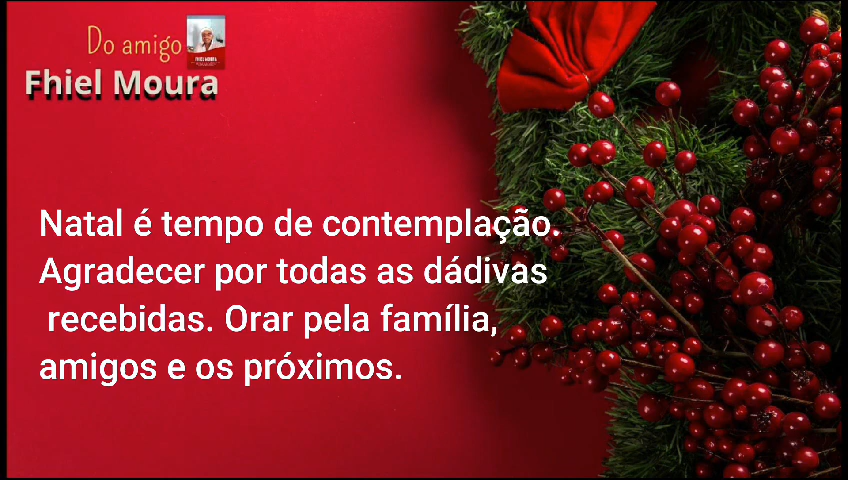 Do amigo
Fhiel Moura
Natal é tempo de contemplação.
Agradecer por todas as dádivas
recebidas. Orar pela família,
amigos e os próximos.